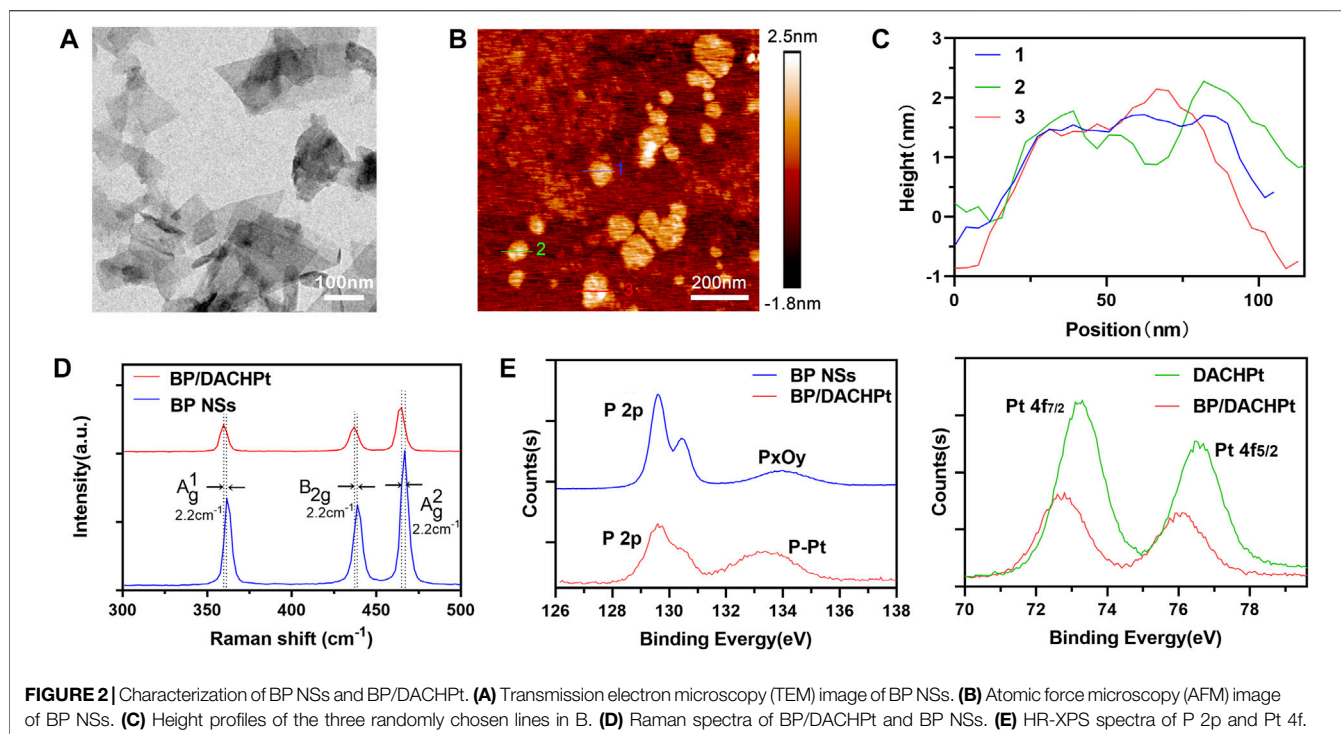 A
100nm
B
1
2
3
200nm
2.5nm
-1.8nm
C
3
2
1
0
-1
Height(nm)
1
2
3
0
50
100
Position(nm)
D
BP/DACHPt
BP NSs
Intensity(a.u.)
A¹g
2.2cm⁻¹
B2g
2.2cm⁻¹
A²g
2.2cm⁻¹
300
350
400
450
500
Raman shift (cm⁻¹)
E
BP NSs
BP/DACHPt
Counts(s)
P 2p
PxOy
P 2p
P-Pt
126
128
130
132
134
136
138
Binding Evergy(eV)
DACHPt
BP/DACHPt
Counts(s)
Pt 4f7/2
Pt 4f5/2
70
72
74
76
78
Binding Evergy(eV)
FIGURE 2 | Characterization of BP NSs and BP/DACHPt. (A) Transmission electron microscopy (TEM) image of BP NSs. (B) Atomic force microscopy (AFM) image
of BP NSs. (C) Height profiles of the three randomly chosen lines in B. (D) Raman spectra of BP/DACHPt and BP NSs. (E) HR-XPS spectra of P 2p and Pt 4f.